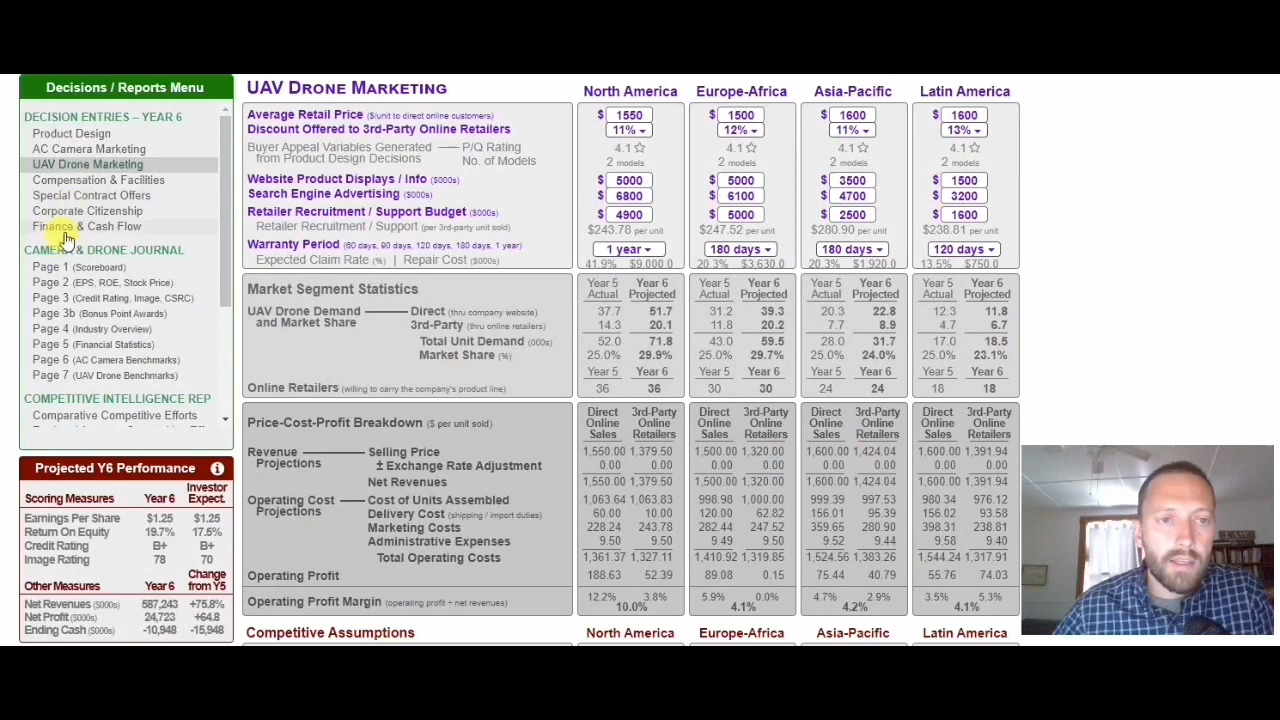 Decisions / Reports Menu
DECISION ENTRIES – YEAR 6
Product Design
AC Camera Marketing
UAV Drone Marketing
Compensation & Facilities
Special Contract Offers
Corporate Citizenship
Finance & Cash Flow
CAMERA & DRONE JOURNAL
Page 1 (Scoreboard)
Page 2 (EPS, ROE, Stock Price)
Page 3 (Credit Rating, Image, CSRC)
Page 3b (Bonus Point Awards)
Page 4 (Industry Overview)
Page 5 (Financial Statistics)
Page 6 (AC Camera Benchmarks)
Page 7 (UAV Drone Benchmarks)
COMPETITIVE INTELLIGENCE REP
Comparative Competitive Efforts
Projected Y6 Performance i
Scoring Measures Year 6 Investor Expect.
Earnings Per Share $1.25 $1.25
Return On Equity 19.7% 17.5%
Credit Rating B+ B+
Image Rating 78 70
Other Measures Year 6 Change from Y5
Net Revenues ($000s) 587,243 +75.8%
Net Profit ($000s) 24,723 +64.8
Ending Cash ($000s) -10,948 -15,948
UAV DRONE MARKETING North America Europe-Africa Asia-Pacific Latin America
Average Retail Price ($/unit to direct online customers) $ 1550 $ 1500 $ 1600 $ 1600
Discount Offered to 3rd-Party Online Retailers 11% 12% 11% 13%
Buyer Appeal Variables Generated P/Q Rating 4.1☆ 4.1☆ 4.1☆ 4.1☆
from Product Design Decisions No. of Models 2 models 2 models 2 models 2 models
Website Product Displays / Info ($000s) $ 5000 $ 5000 $ 3500 $ 1500
Search Engine Advertising ($000s) $ 6800 $ 6100 $ 4700 $ 3200
Retailer Recruitment / Support Budget ($000s) $ 4900 $ 5000 $ 2500 $ 1600
Retailer Recruitment / Support (per 3rd-party unit sold) $243.78 per unit $247.52 per unit $280.90 per unit $238.81 per unit
Warranty Period (60 days, 90 days, 120 days, 180 days, 1 year) 1 year 180 days 180 days 120 days
Expected Claim Rate (%) | Repair Cost ($000s) 41.9% $9,000.0 20.3% $3,630.0 20.3% $1,920.0 13.5% $750.0
Market Segment Statistics Year 5 Actual Year 6 Projected Year 5 Actual Year 6 Projected Year 5 Actual Year 6 Projected Year 5 Actual Year 6 Projected
UAV Drone Demand and Market Share Direct (thru company website) 37.7 51.7 31.2 39.3 20.3 22.8 12.3 11.8
3rd-Party (thru online retailers) 14.3 20.1 11.8 20.2 7.7 8.9 4.7 6.7
Total Unit Demand (000s) 52.0 71.8 43.0 59.5 28.0 31.7 17.0 18.5
Market Share (%) 25.0% 29.9% 25.0% 29.7% 25.0% 24.0% 25.0% 23.1%
Year 5 Year 6 Year 5 Year 6 Year 5 Year 6 Year 5 Year 6
Online Retailers (willing to carry the company's product line) 36 36 30 30 24 24 18 18
Price-Cost-Profit Breakdown ($ per unit sold) Direct Online Sales 3rd-Party Online Retailers Direct Online Sales 3rd-Party Online Retailers Direct Online Sales 3rd-Party Online Retailers Direct Online Sales 3rd-Party Online Retailers
Revenue Projections Selling Price 1,550.00 1,379.50 1,500.00 1,320.00 1,600.00 1,424.04 1,600.00 1,391.94
± Exchange Rate Adjustment 0.00 0.00 0.00 0.00 0.00 0.00 0.00 0.00
Net Revenues 1,550.00 1,379.50 1,500.00 1,320.00 1,600.00 1,424.04 1,600.00 1,391.94
Operating Cost Projections Cost of Units Assembled 1,063.64 1,063.83 998.98 1,000.00 999.39 997.53 980.34 976.12
Delivery Cost (shipping / import duties) 60.00 10.00 120.00 62.82 156.01 95.39 156.02 93.58
Marketing Costs 228.24 243.78 282.44 247.52 359.65 280.90 398.31 238.81
Administrative Expenses 9.50 9.50 9.49 9.50 9.52 9.44 9.58 9.40
Total Operating Costs 1,361.37 1,327.11 1,410.92 1,319.85 1,524.56 1,383.26 1,544.24 1,317.91
Operating Profit 188.63 52.39 89.08 0.15 75.44 40.79 55.76 74.03
Operating Profit Margin (operating profit ÷ net revenues) 12.2% 3.8% 5.9% 0.0% 4.7% 2.9% 3.5% 5.3%
10.0% 4.1% 4.2% 4.1%
Competitive Assumptions North America Europe-Africa Asia-Pacific Latin America